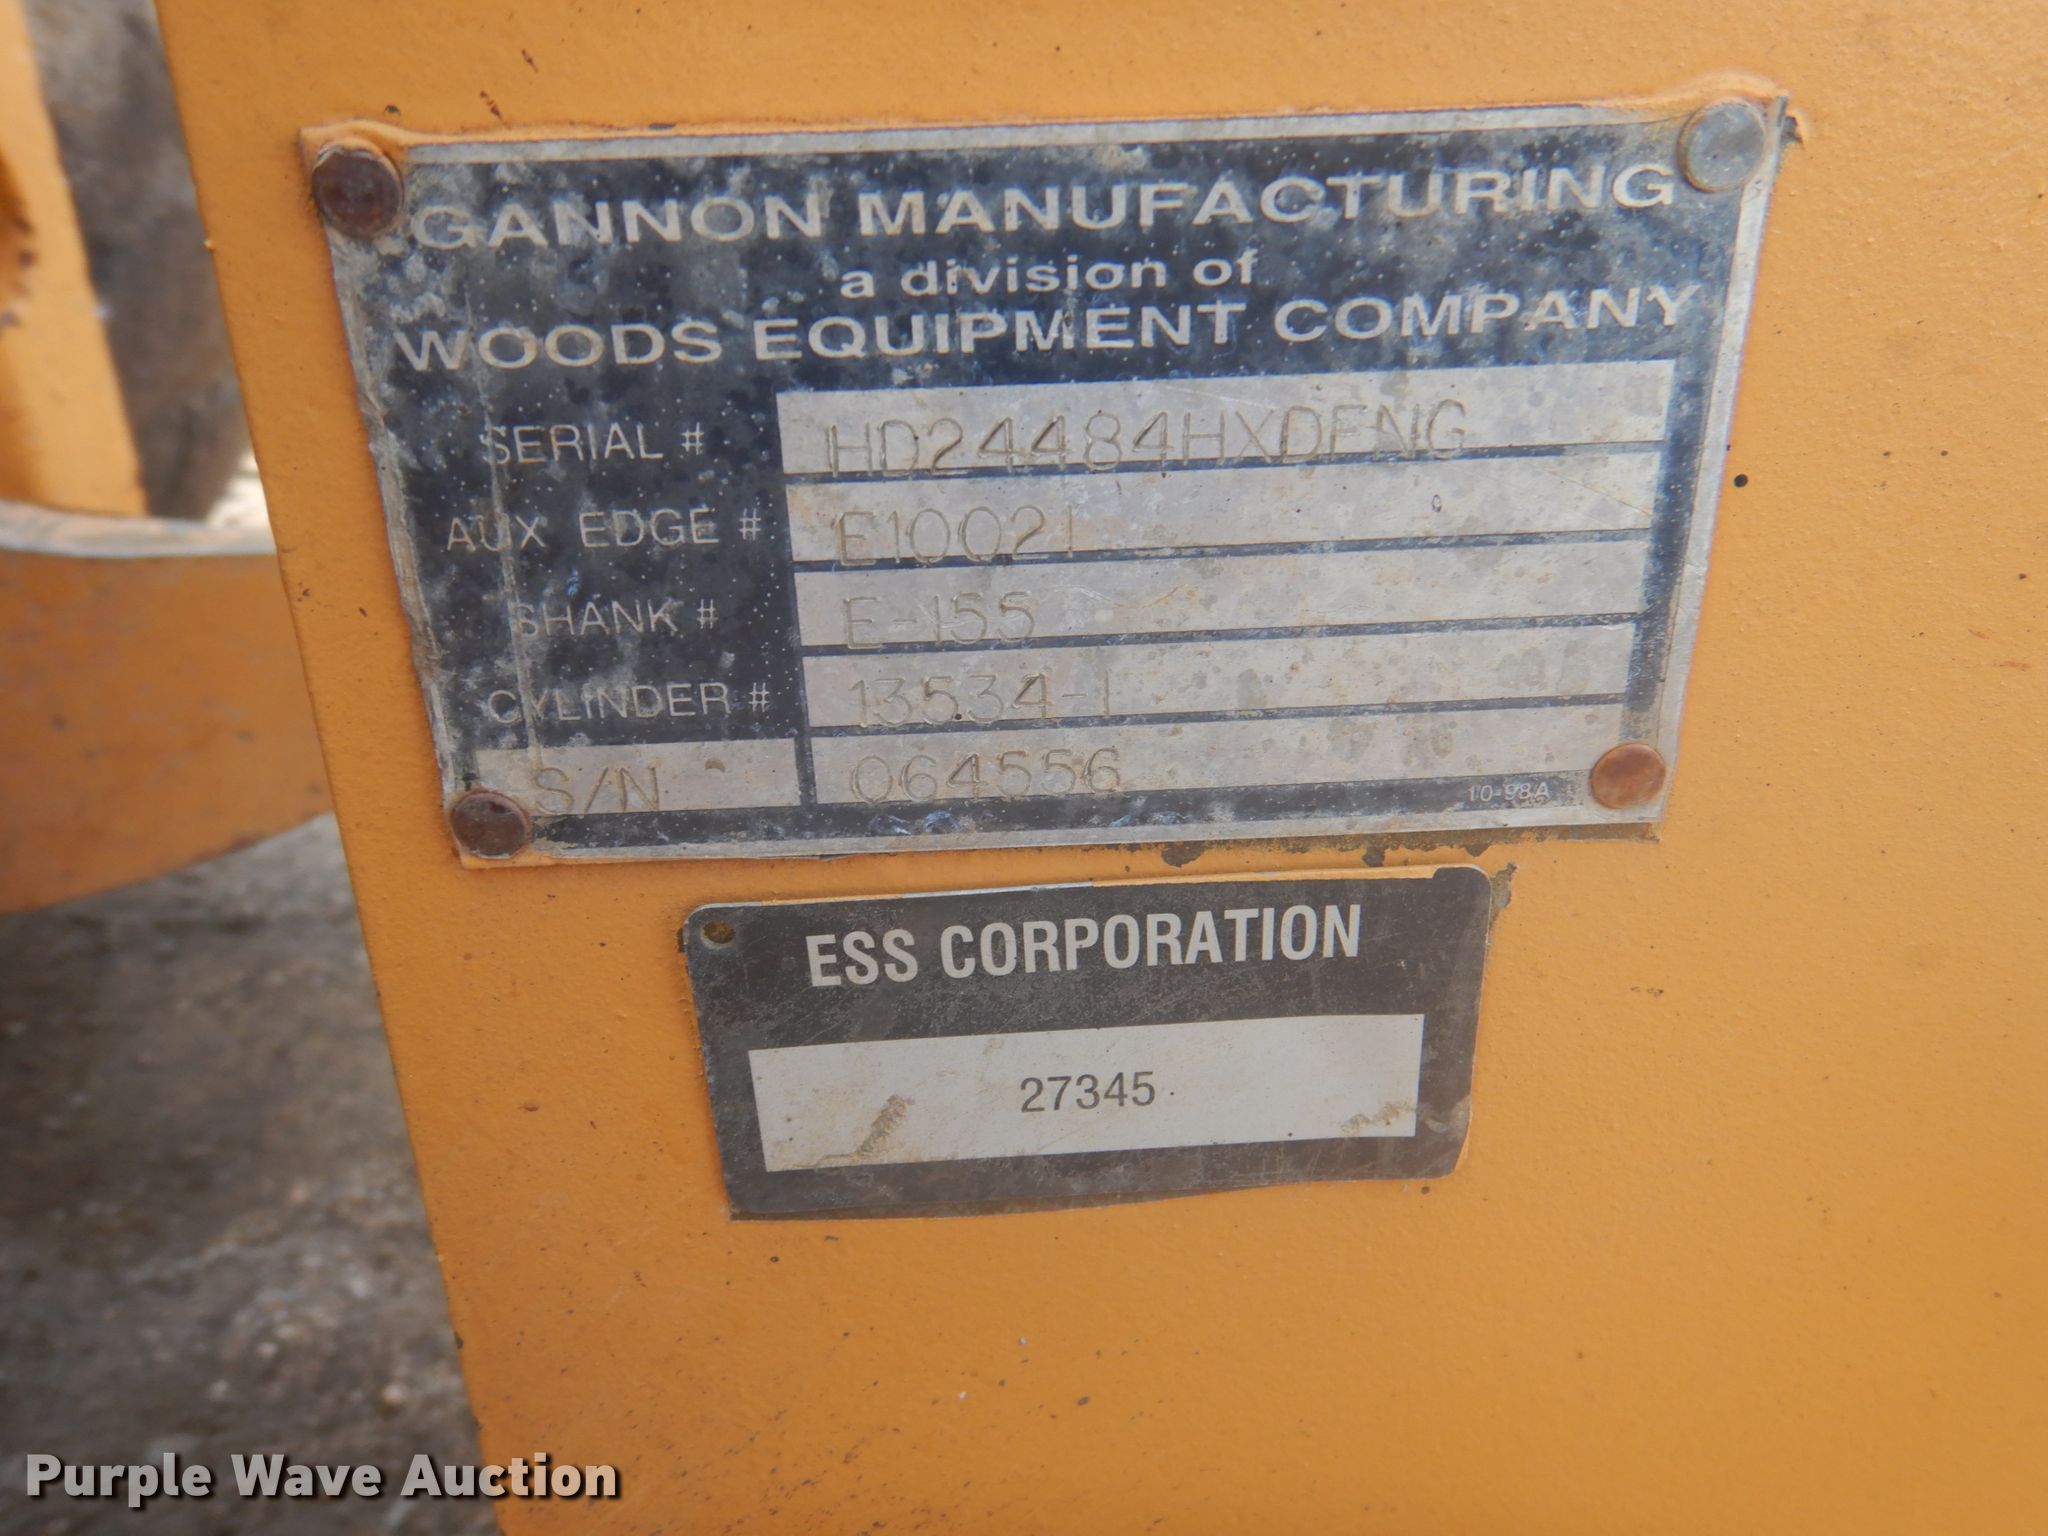 GANNON MANUFACTURING
a division of
WOODS EQUIPMENT COMPANY
SERIAL # HD24484HXDFNG
AUX EDGE # E10021
SHANK # E-155
CYLINDER # 13534-1
S/N 064556
10-98A
ESS CORPORATION
27345
Purple Wave Auction